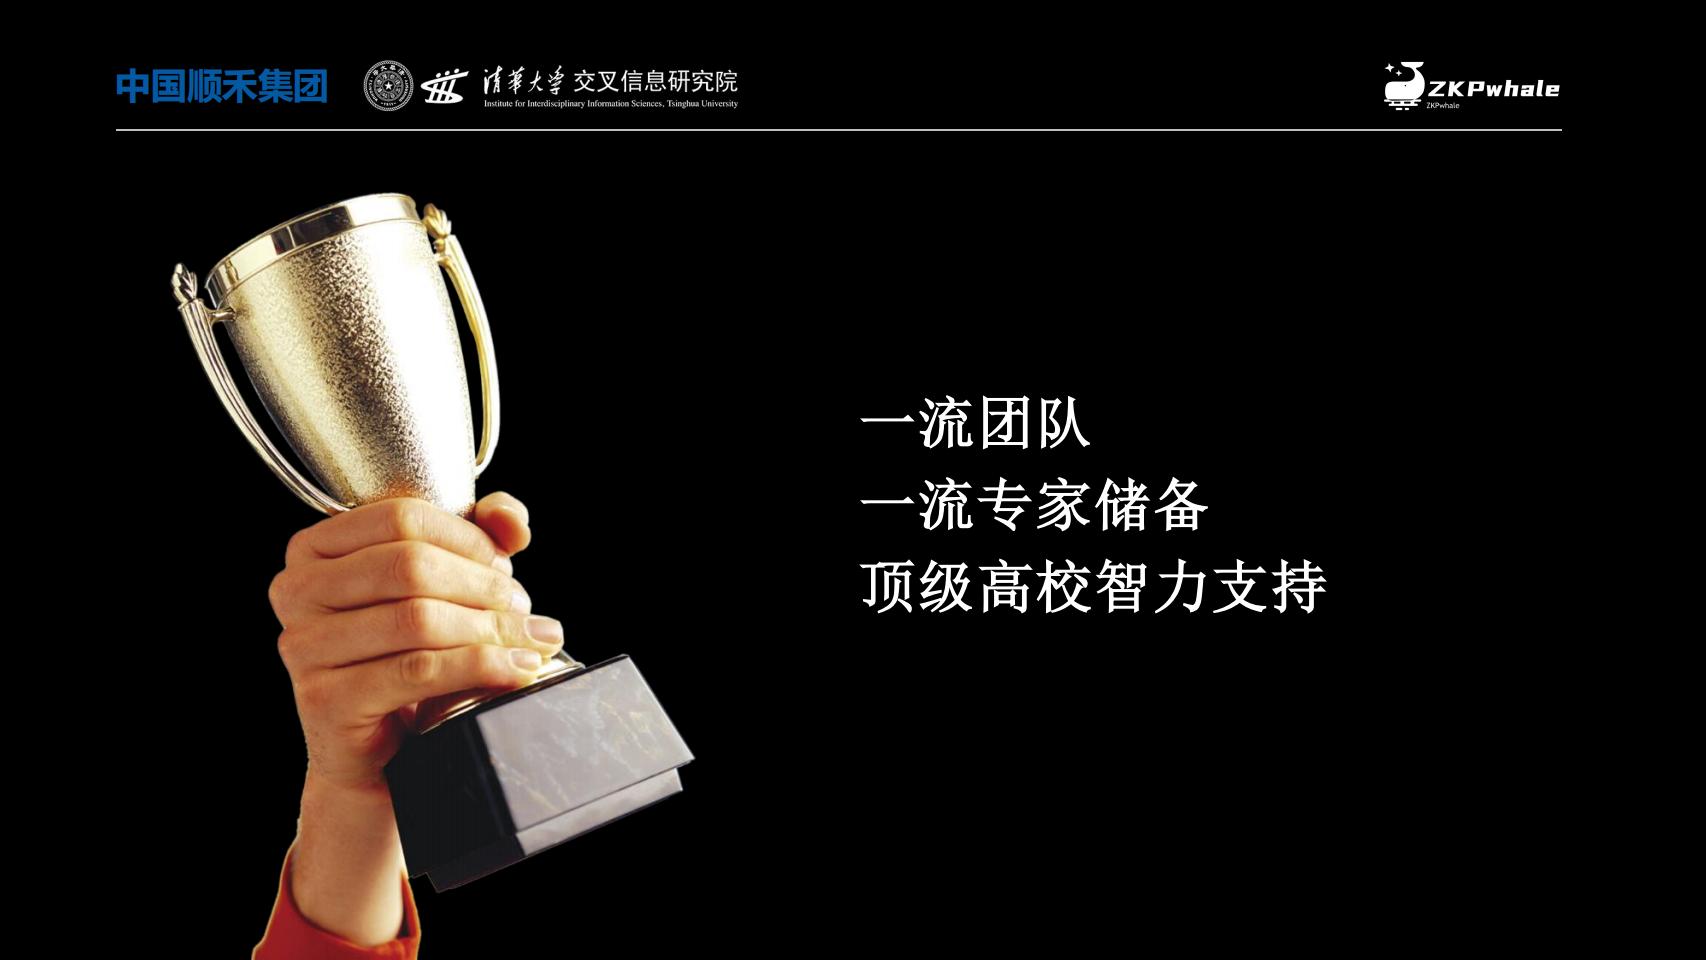 中国顺禾集团
清华大学 交叉信息研究院
Institute for Interdisciplinary Information Sciences, Tsinghua University
ZKPwhale
ZKPwhale
一流团队
一流专家储备
顶级高校智力支持